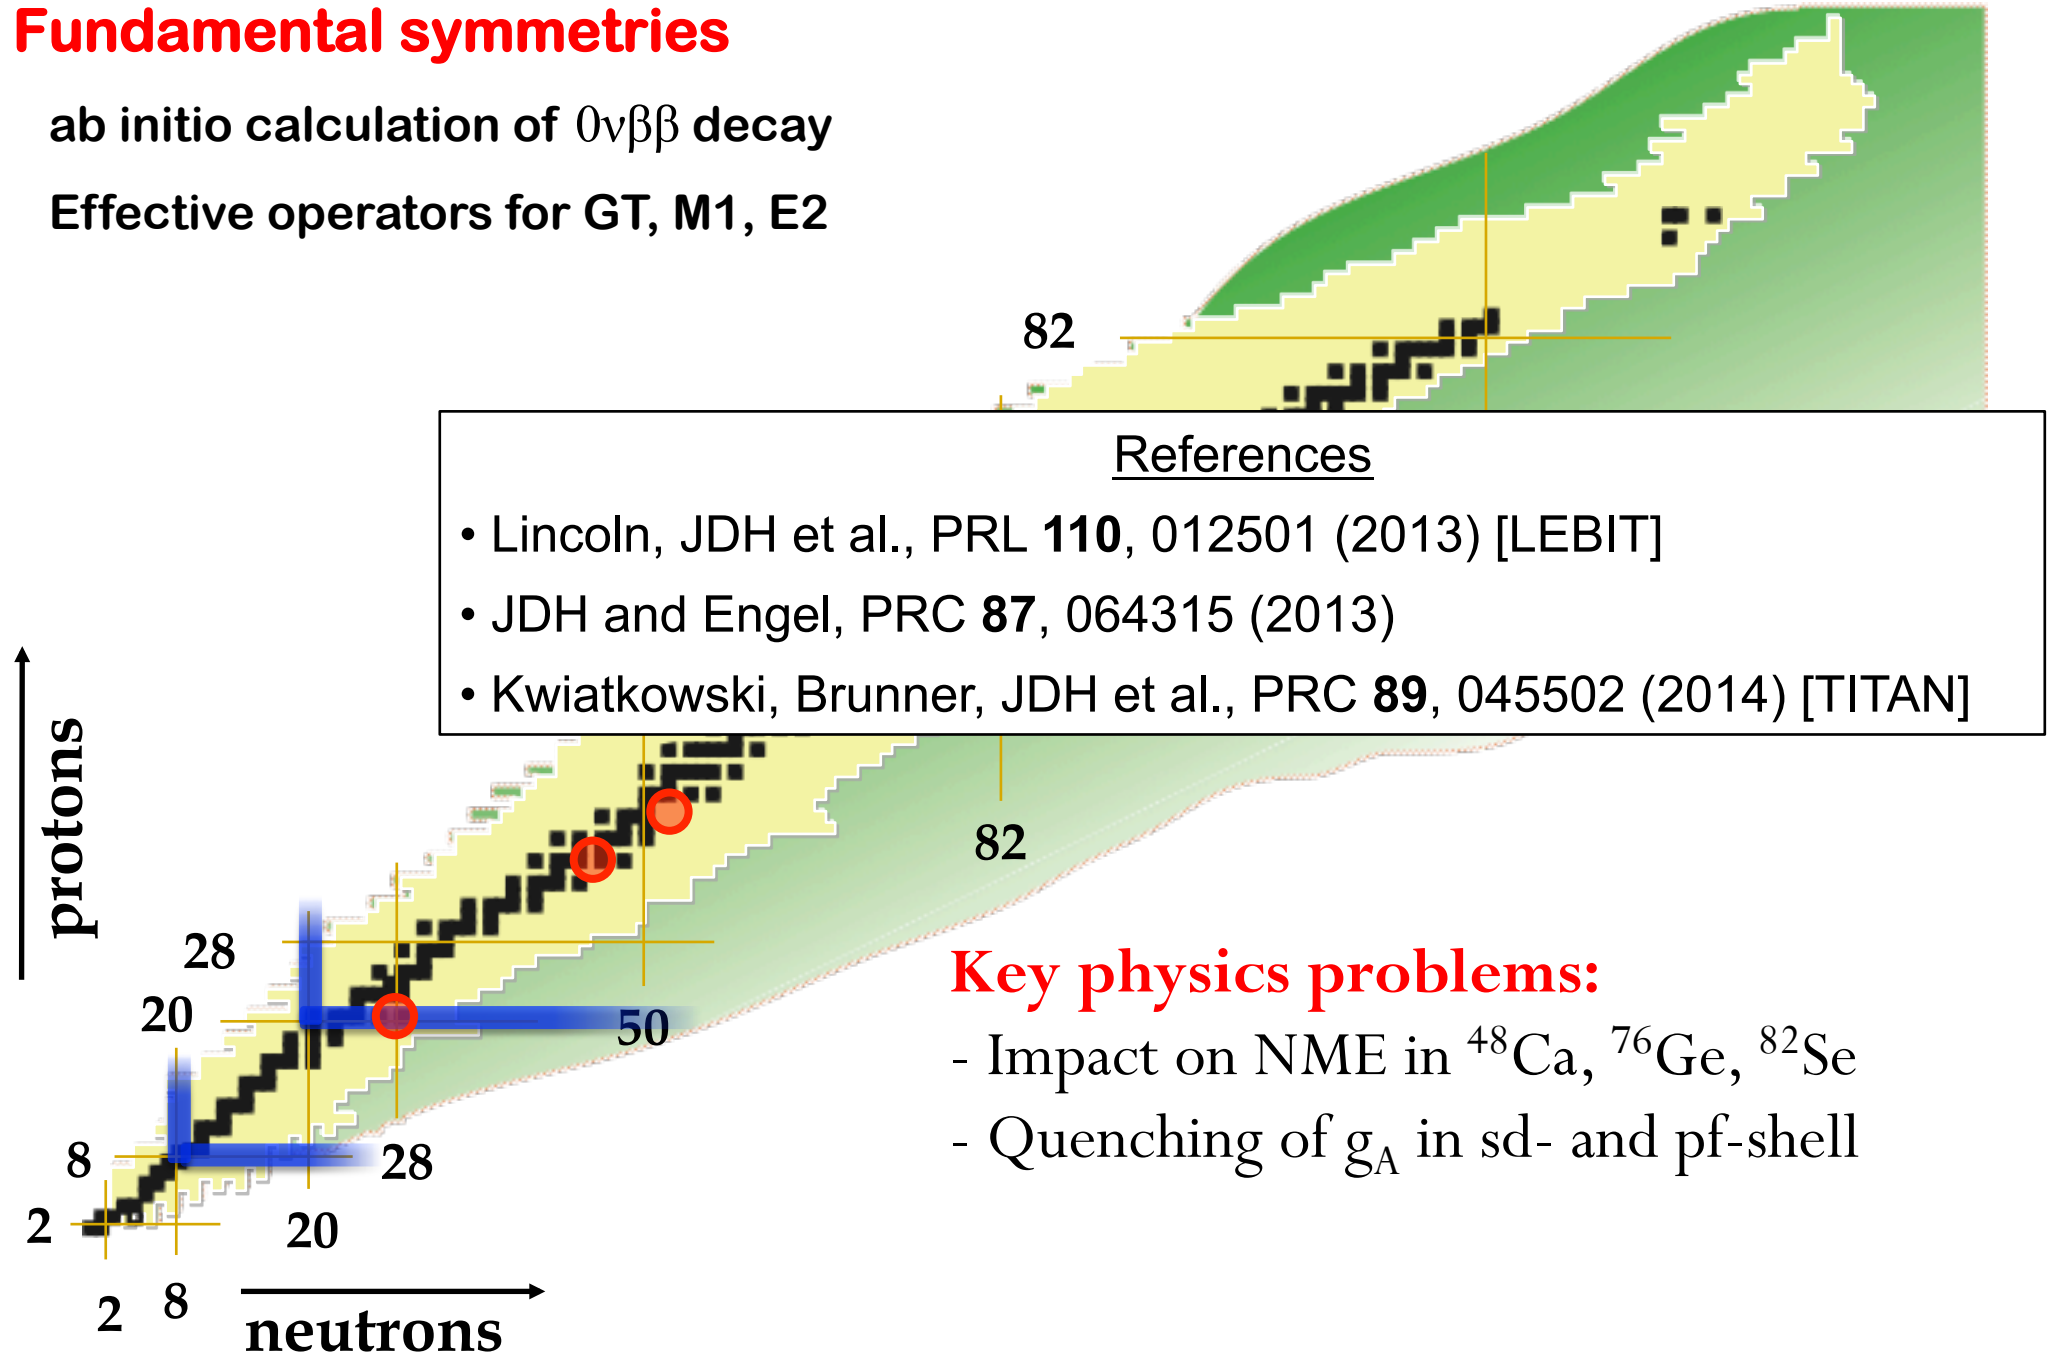 Fundamental symmetries
ab initio calculation of 0νββ decay
Effective operators for GT, M1, E2
82
References
• Lincoln, JDH et al., PRL 110, 012501 (2013) [LEBIT]
• JDH and Engel, PRC 87, 064315 (2013)
• Kwiatkowski, Brunner, JDH et al., PRC 89, 045502 (2014) [TITAN]
protons
82
28
20
50
Key physics problems:
- Impact on NME in ⁴⁸Ca, ⁷⁶Ge, ⁸²Se
- Quenching of g_A in sd- and pf-shell
8
28
2
20
2
8
neutrons